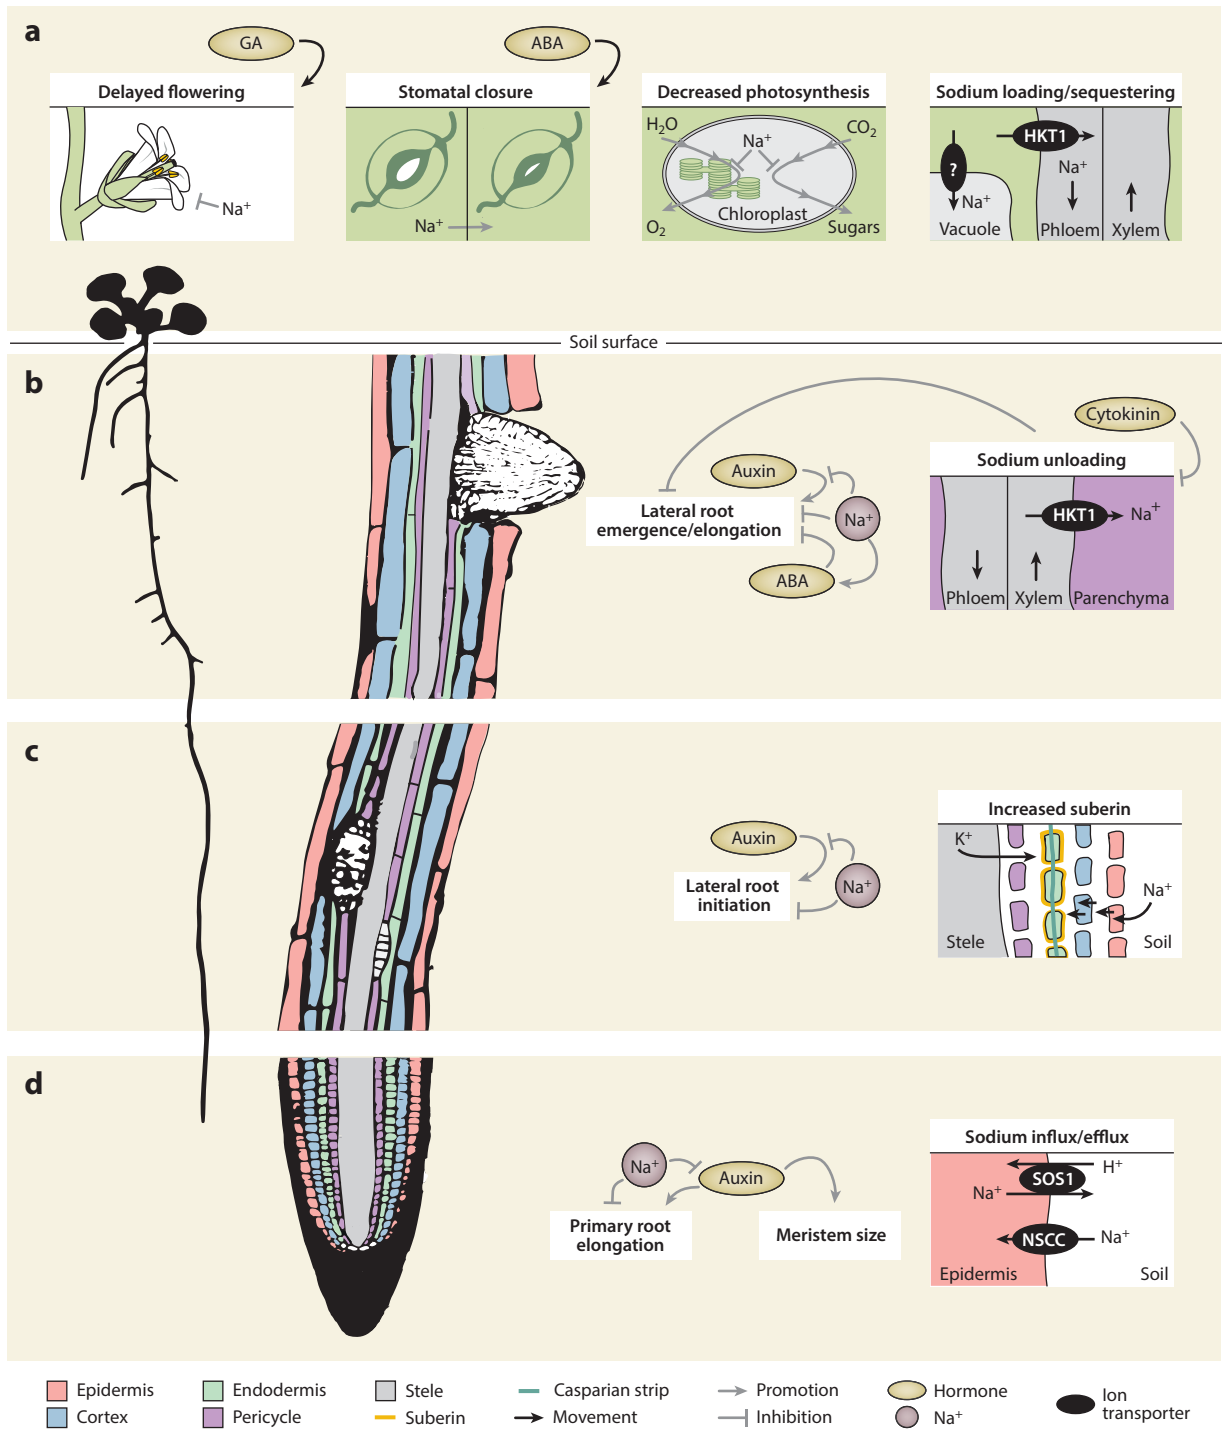 a
GA
ABA
Delayed flowering
Na⁺
Stomatal closure
Na⁺
Decreased photosynthesis
H₂O
Na⁺
CO₂
Chloroplast
O₂
Sugars
Sodium loading/sequestering
HKT1
?
Na⁺
Na⁺
Vacuole
Phloem
Xylem
Soil surface
b
Cytokinin
Auxin
Lateral root
emergence/elongation
Na⁺
ABA
Sodium unloading
HKT1
Na⁺
Phloem
Xylem
Parenchyma
c
Auxin
Lateral root
initiation
Na⁺
Increased suberin
K⁺
Na⁺
Stele
Soil
d
Na⁺
Auxin
Primary root
elongation
Meristem size
Sodium influx/efflux
H⁺
SOS1
Na⁺
NSCC
Na⁺
Epidermis
Soil
Epidermis
Cortex
Endodermis
Pericycle
Stele
Suberin
Casparian strip
Movement
Promotion
Inhibition
Hormone
Na⁺
Ion
transporter